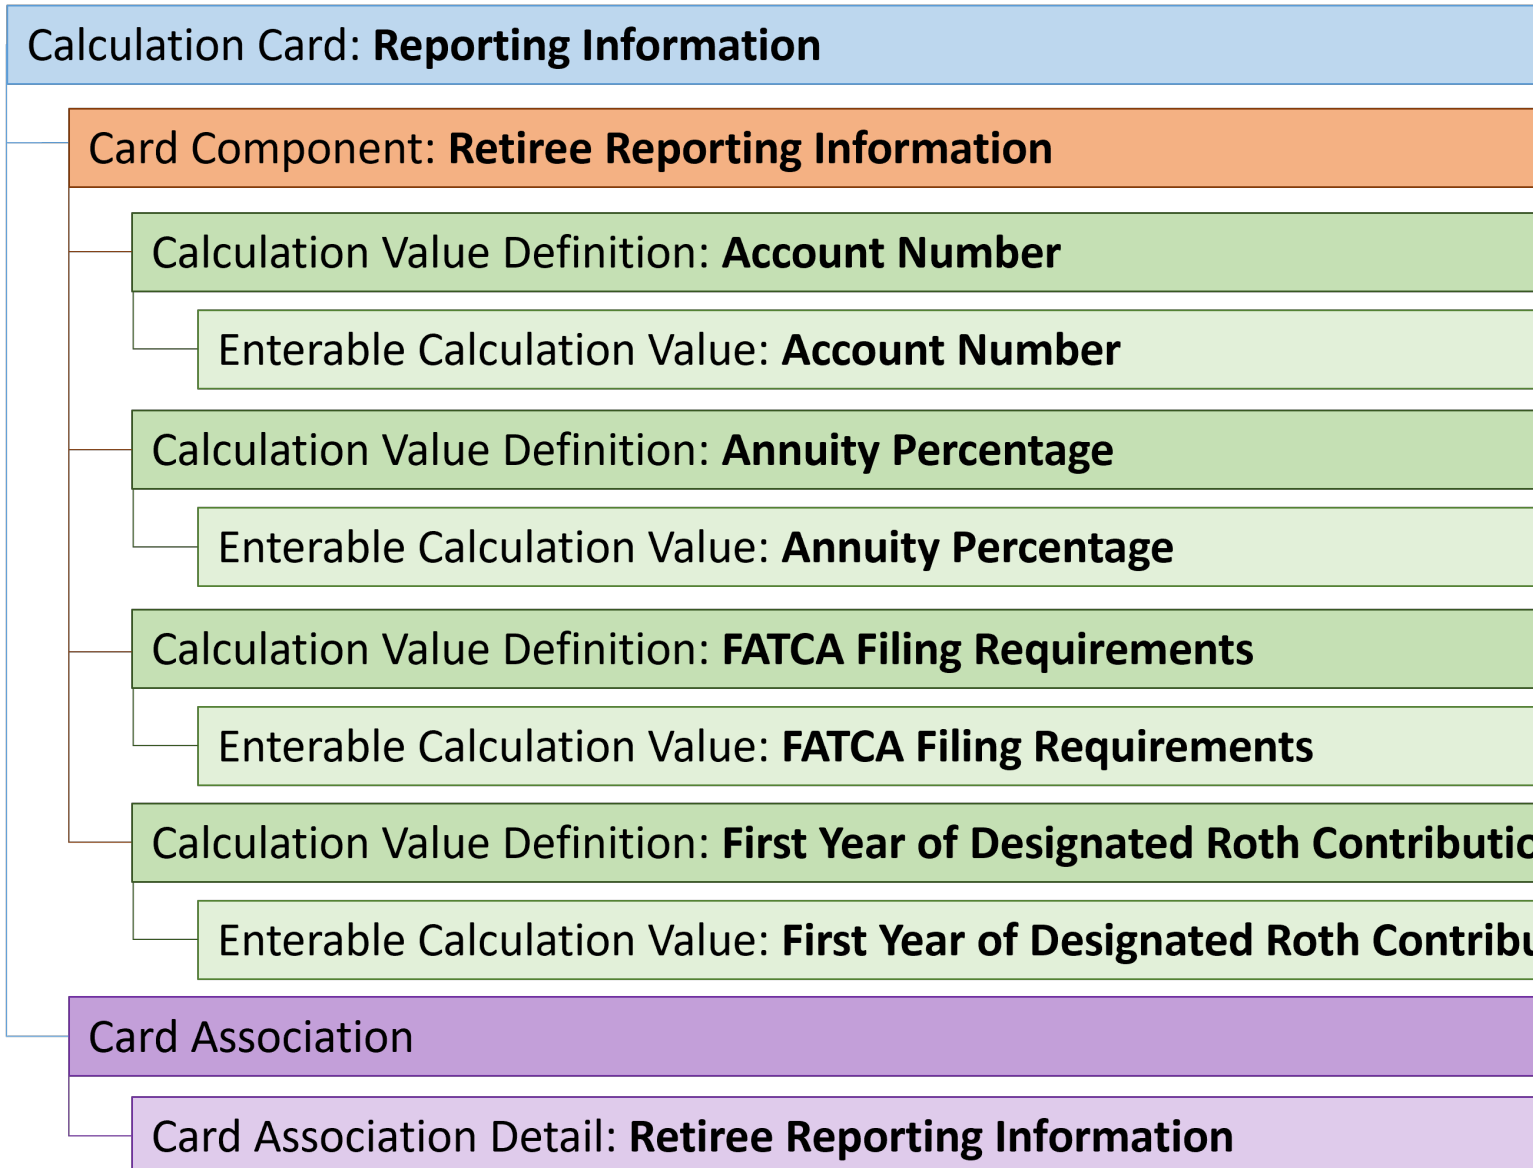 Calculation Card: Reporting Information
Card Component: Retiree Reporting Information
Calculation Value Definition: Account Number
Enterable Calculation Value: Account Number
Calculation Value Definition: Annuity Percentage
Enterable Calculation Value: Annuity Percentage
Calculation Value Definition: FATCA Filing Requirements
Enterable Calculation Value: FATCA Filing Requirements
Calculation Value Definition: First Year of Designated Roth
Enterable Calculation Value: First Year of Designated Roth
Card Association
Card Association Detail: Retiree Reporting Information